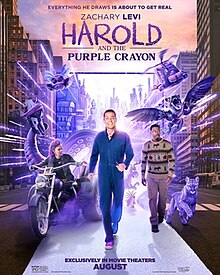 EVERYTHING HE DRAWS IS ABOUT TO GET REAL
ZACHARY LEVI
HAROLD
AND THE
PURPLE CRAYON
EXCLUSIVELY IN MOVIE THEATERS
AUGUST